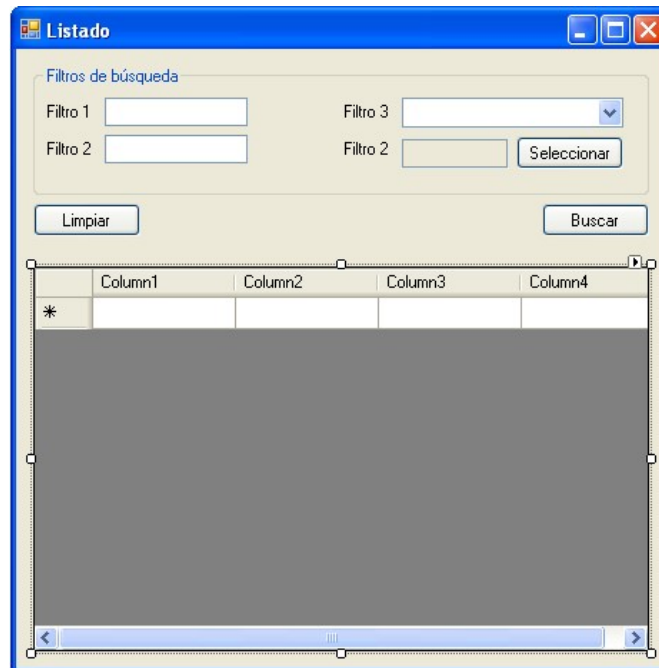 Listado
Filtros de búsqueda
Filtro 1
Filtro 3
Filtro 2
Filtro 2
Seleccionar
Limpiar
Buscar
Column1 Column2 Column3 Column4